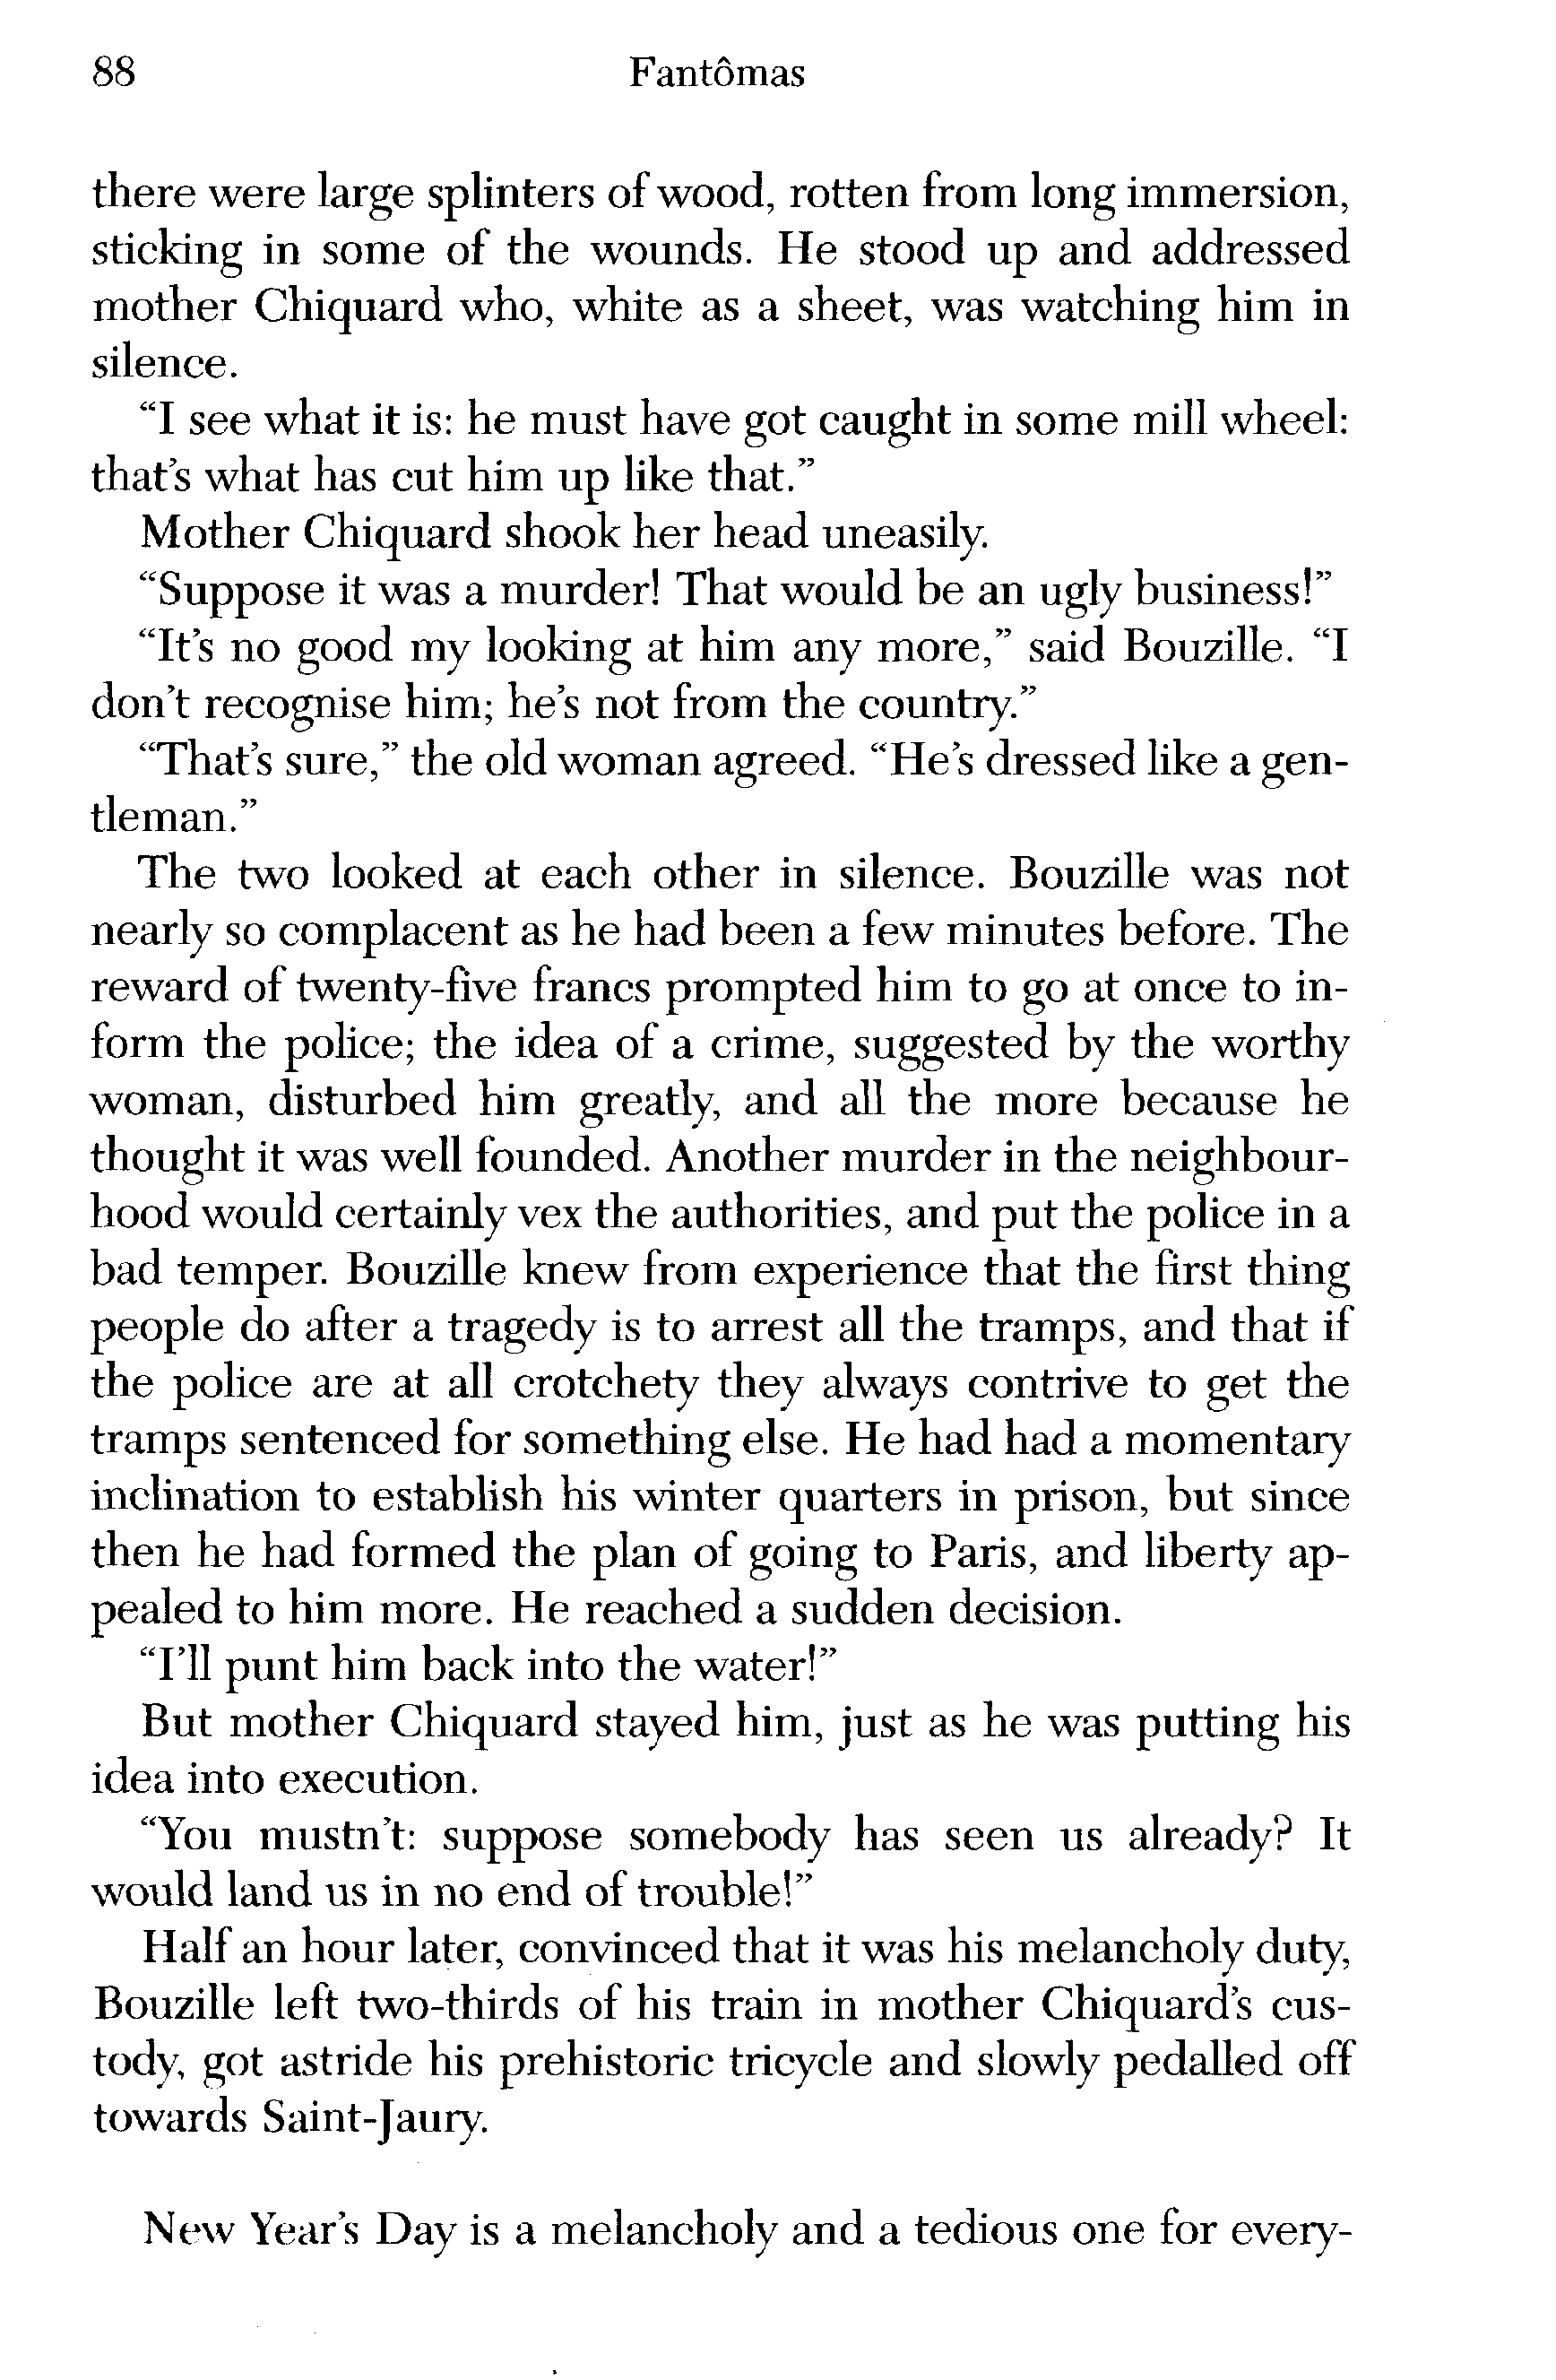 88 Fantômas
there were large splinters of wood, rotten from long immersion,
sticking in some of the wounds. He stood up and addressed
mother Chiquard who, white as a sheet, was watching him in
silence.
“I see what it is: he must have got caught in some mill wheel:
that’s what has cut him up like that.”
Mother Chiquard shook her head uneasily.
“Suppose it was a murder! That would be an ugly business!”
“It’s no good my looking at him any more,” said Bouzille. “I
don’t recognise him; he’s not from the country.”
“That’s sure,” the old woman agreed. “He’s dressed like a gen-
tleman.”
The two looked at each other in silence. Bouzille was not
nearly so complacent as he had been a few minutes before. The
reward of twenty-five francs prompted him to go at once to in-
form the police; the idea of a crime, suggested by the worthy
woman, disturbed him greatly, and all the more because he
thought it was well founded. Another murder in the neighbour-
hood would certainly vex the authorities, and put the police in a
bad temper. Bouzille knew from experience that the first thing
people do after a tragedy is to arrest all the tramps, and that if
the police are at all crotchety they always contrive to get the
tramps sentenced for something else. He had had a momentary
inclination to establish his winter quarters in prison, but since
then he had formed the plan of going to Paris, and liberty ap-
pealed to him more. He reached a sudden decision.
“I’ll punt him back into the water!”
But mother Chiquard stayed him, just as he was putting his
idea into execution.
“You mustn’t: suppose somebody has seen us already? It
would land us in no end of trouble!”
Half an hour later, convinced that it was his melancholy duty,
Bouzille left two-thirds of his train in mother Chiquard’s cus-
tody, got astride his prehistoric tricycle and slowly pedalled off
towards Saint-Jaury.
New Year’s Day is a melancholy and a tedious one for every-